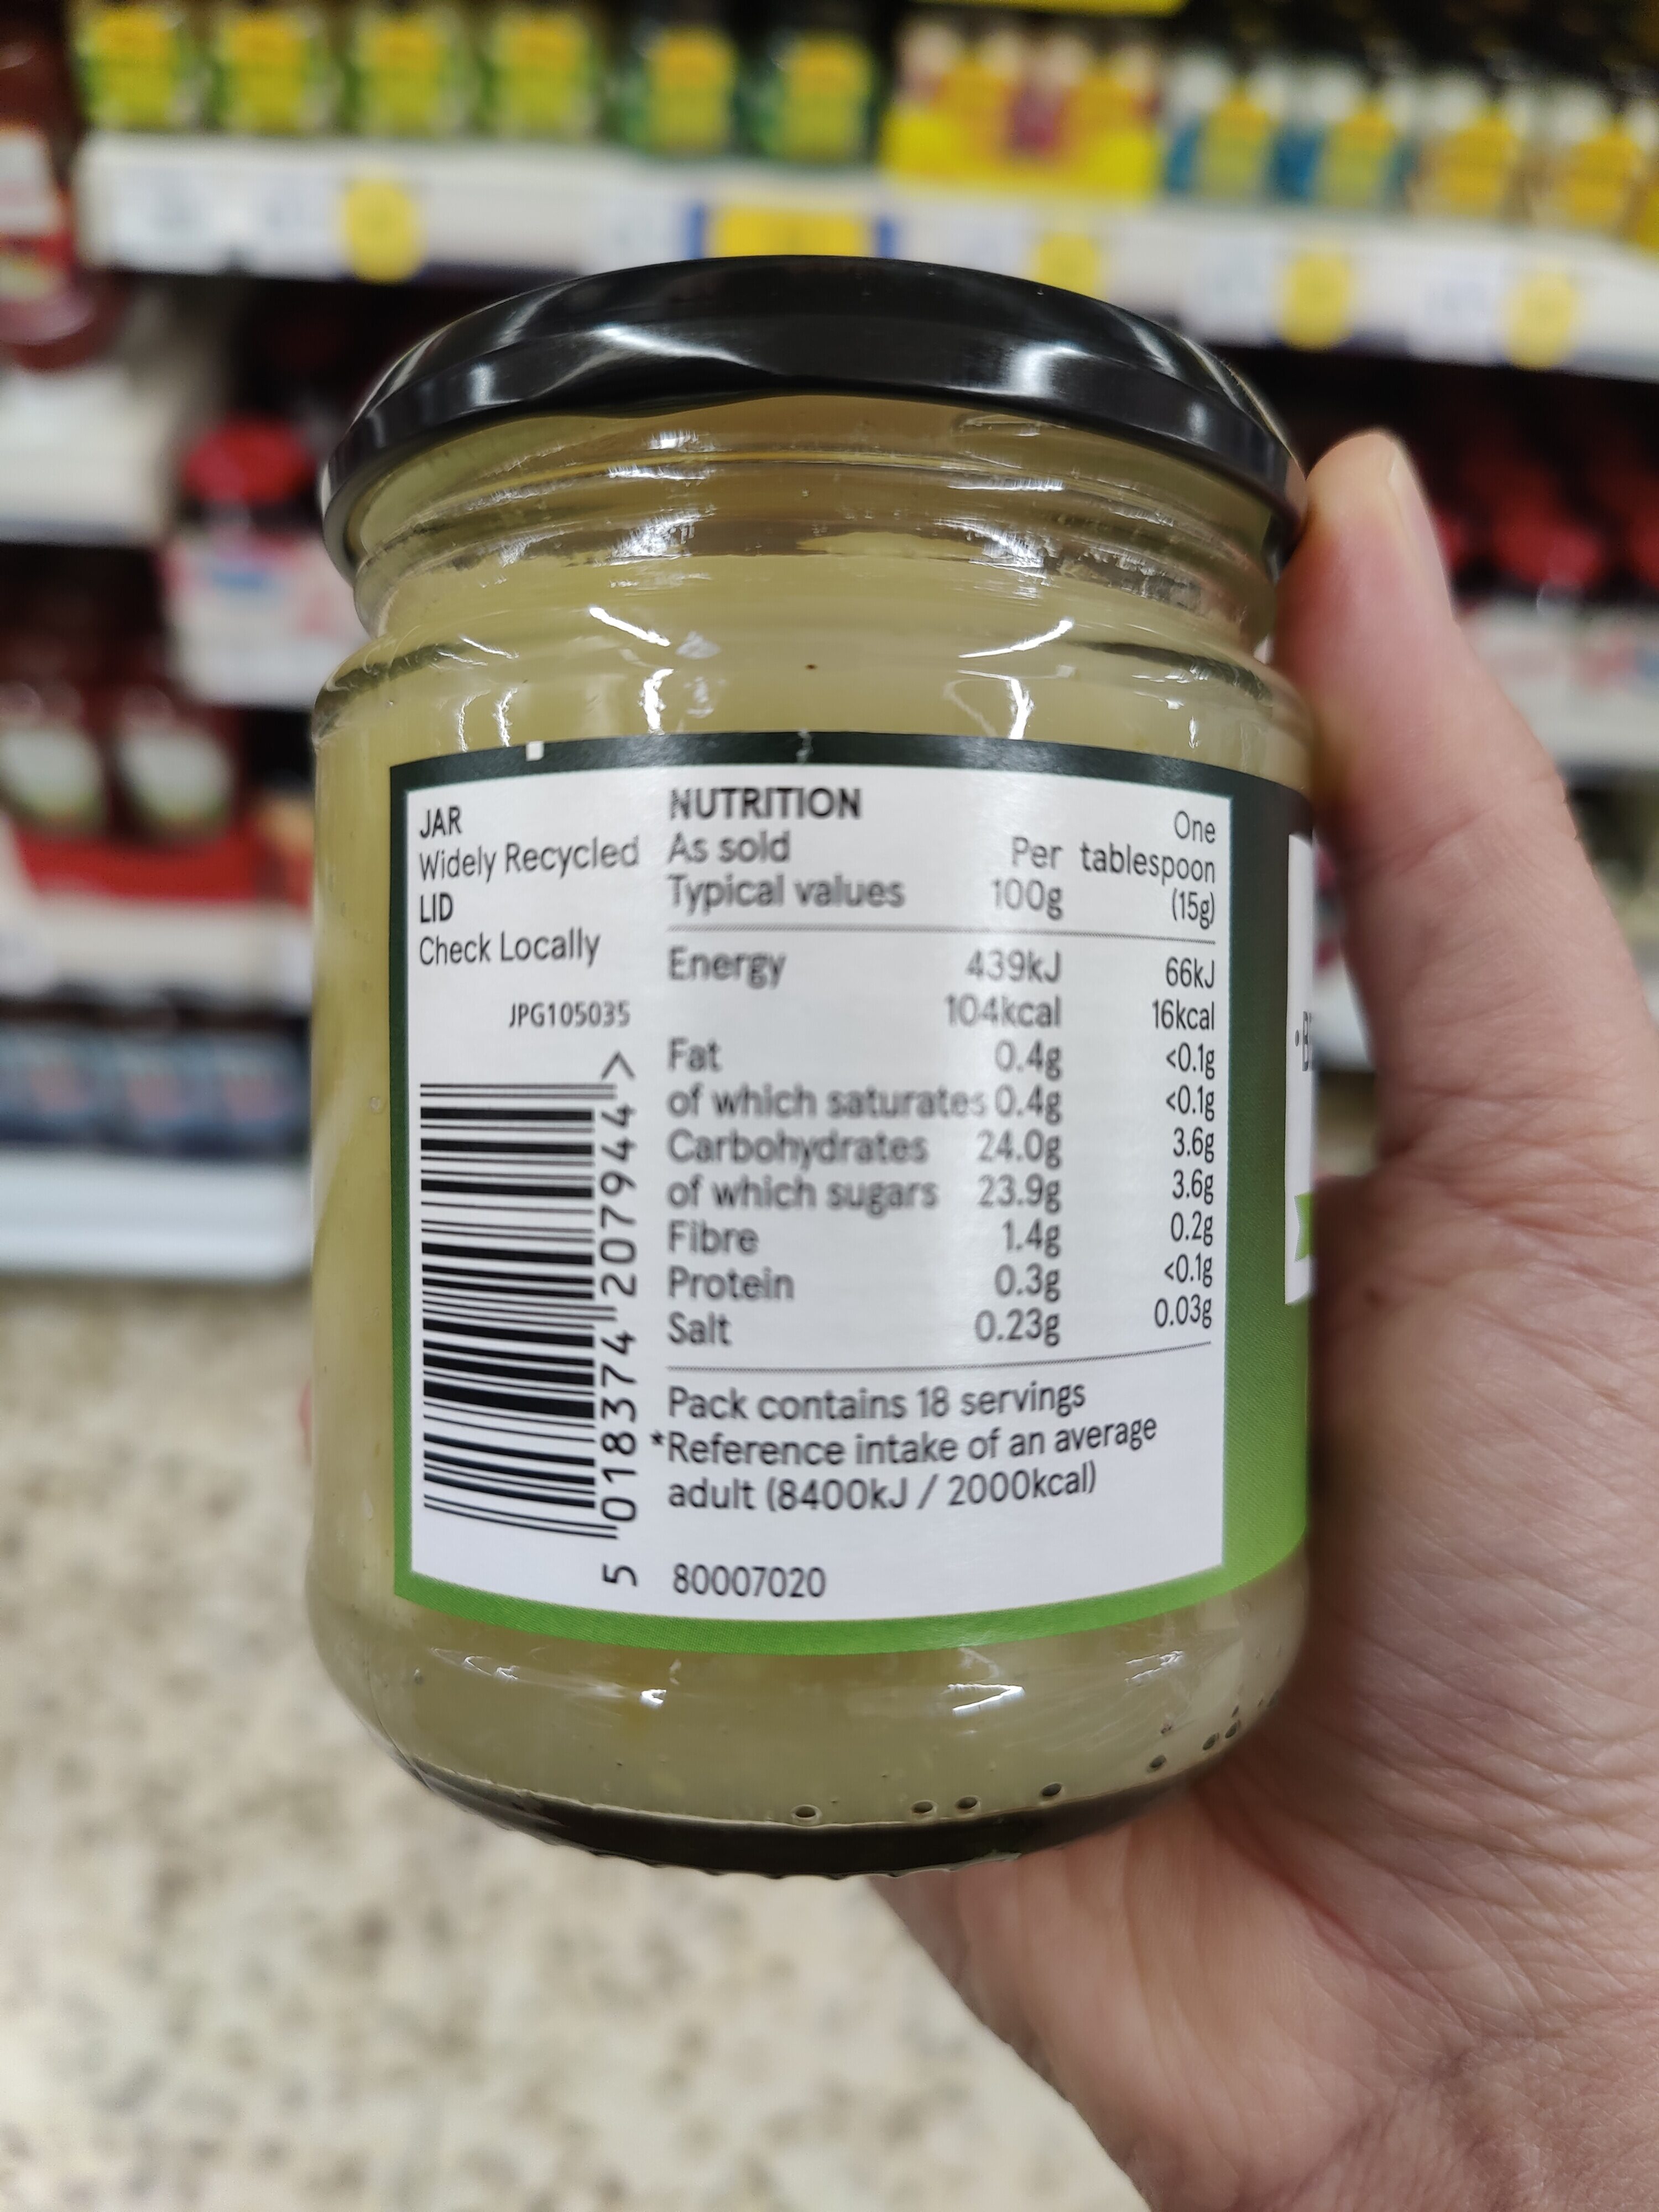 JAR
Widely Recycled
LID
Check Locally
JPG105035
5 018374 207944 >
NUTRITION
As sold
Typical values Per 100g One tablespoon (15g)
Energy 439kJ 66kJ
104kcal 16kcal
Fat 0.4g <0.1g
of which saturates 0.4g <0.1g
Carbohydrates 24.0g 3.6g
of which sugars 23.9g 3.6g
Fibre 1.4g 0.2g
Protein 0.3g <0.1g
Salt 0.23g 0.03g
Pack contains 18 servings
*Reference intake of an average
adult (8400kJ / 2000kcal)
80007020